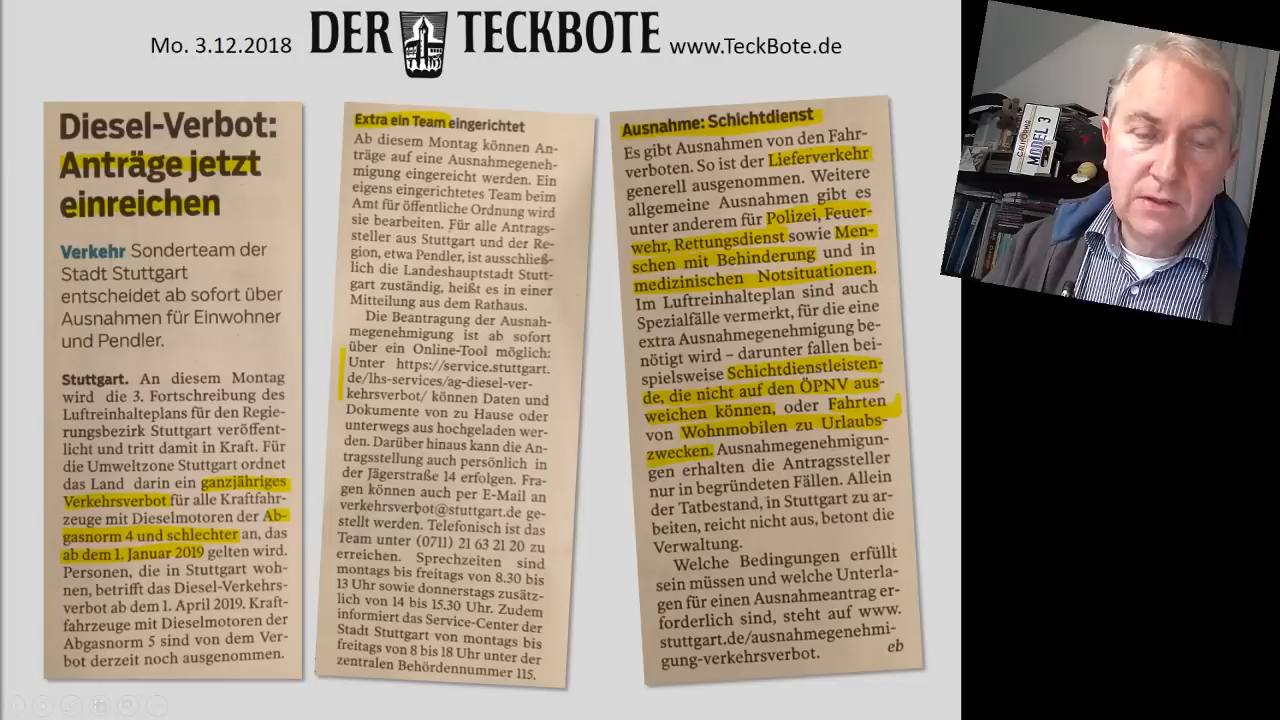 Mo. 3.12.2018
DER TECKBOTE
www.TeckBote.de
Diesel-Verbot:
Anträge jetzt
einreichen
Verkehr Sonderteam der
Stadt Stuttgart
entscheidet ab sofort über
Ausnahmen für Einwohner
und Pendler.
Stuttgart. An diesem Montag
wird die 3. Fortschreibung des
Luftreinhalteplans für den Regie-
rungsbezirk Stuttgart veröffent-
licht und tritt damit in Kraft. Für
die Umweltzone Stuttgart ordnet
das Land darin ein ganzjähriges
Verkehrsverbot für alle Kraftfahr-
zeuge mit Dieselmotoren der Ab-
gasnorm 4 und schlechter an, das
ab dem 1. Januar 2019 gelten wird.
Personen, die in Stuttgart woh-
nen, betrifft das Diesel-Verkehrs-
verbot ab dem 1. April 2019. Kraft-
fahrzeuge mit Dieselmotoren der
Abgasnorm 5 sind von dem Ver-
bot derzeit noch ausgenommen.
Extra ein Team eingerichtet
Ab diesem Montag können An-
träge auf eine Ausnahmegeneh-
migung eingereicht werden. Ein
eigens eingerichtetes Team beim
Amt für öffentliche Ordnung wird
sie bearbeiten. Für alle Antrags-
steller aus Stuttgart und der Re-
gion, etwa Pendler, ist ausschließ-
lich die Landeshauptstadt Stutt-
gart zuständig, heißt es in einer
Mitteilung aus dem Rathaus.
Die Beantragung der Ausnah-
megenehmigung ist ab sofort
über ein Online-Tool möglich:
Unter https://service.stuttgart.
de/lhs-services/ag-diesel-ver-
kehrsverbot/ können Daten und
Dokumente von zu Hause oder
unterwegs aus hochgeladen wer-
den. Darüber hinaus kann die An-
tragsstellung auch persönlich in
der Jägerstraße 14 erfolgen. Fra-
gen können auch per E-Mail an
verkehrsverbot@stuttgart.de ge-
stellt werden. Telefonisch ist das
Team unter (0711) 21 63 21 20 zu
erreichen. Sprechzeiten sind
montags bis freitags von 8.30 bis
13 Uhr sowie donnerstags zusätz-
lich von 14 bis 15.30 Uhr. Zudem
informiert das Service-Center der
Stadt Stuttgart von montags bis
freitags von 8 bis 18 Uhr unter der
zentralen Behördennummer 115.
Ausnahme: Schichtdienst
Es gibt Ausnahmen von den Fahr-
verboten. So ist der Lieferverkehr
generell ausgenommen. Weitere
allgemeine Ausnahmen gibt es
unter anderem für Polizei, Feuer-
wehr, Rettungsdienst sowie Men-
schen mit Behinderung und in
medizinischen Notsituationen.
Im Luftreinhalteplan sind auch
Spezialfälle vermerkt, für die eine
extra Ausnahmegenehmigung be-
nötigt wird – darunter fallen bei-
spielsweise Schichtdienstleisten-
de, die nicht auf den ÖPNV aus-
weichen können, oder Fahrten
von Wohnmobilen zu Urlaubs-
zwecken. Ausnahmegenehmigun-
gen erhalten die Antragssteller
nur in begründeten Fällen. Allein
der Tatbestand, in Stuttgart zu ar-
beiten, reicht nicht aus, betont die
Verwaltung.
Welche Bedingungen erfüllt
sein müssen und welche Unterla-
gen für einen Ausnahmeantrag er-
forderlich sind, steht auf www.
stuttgart.de/ausnahmegenehmi-
gung-verkehrsverbot. eb
CALIFORNIA
MODEL 3